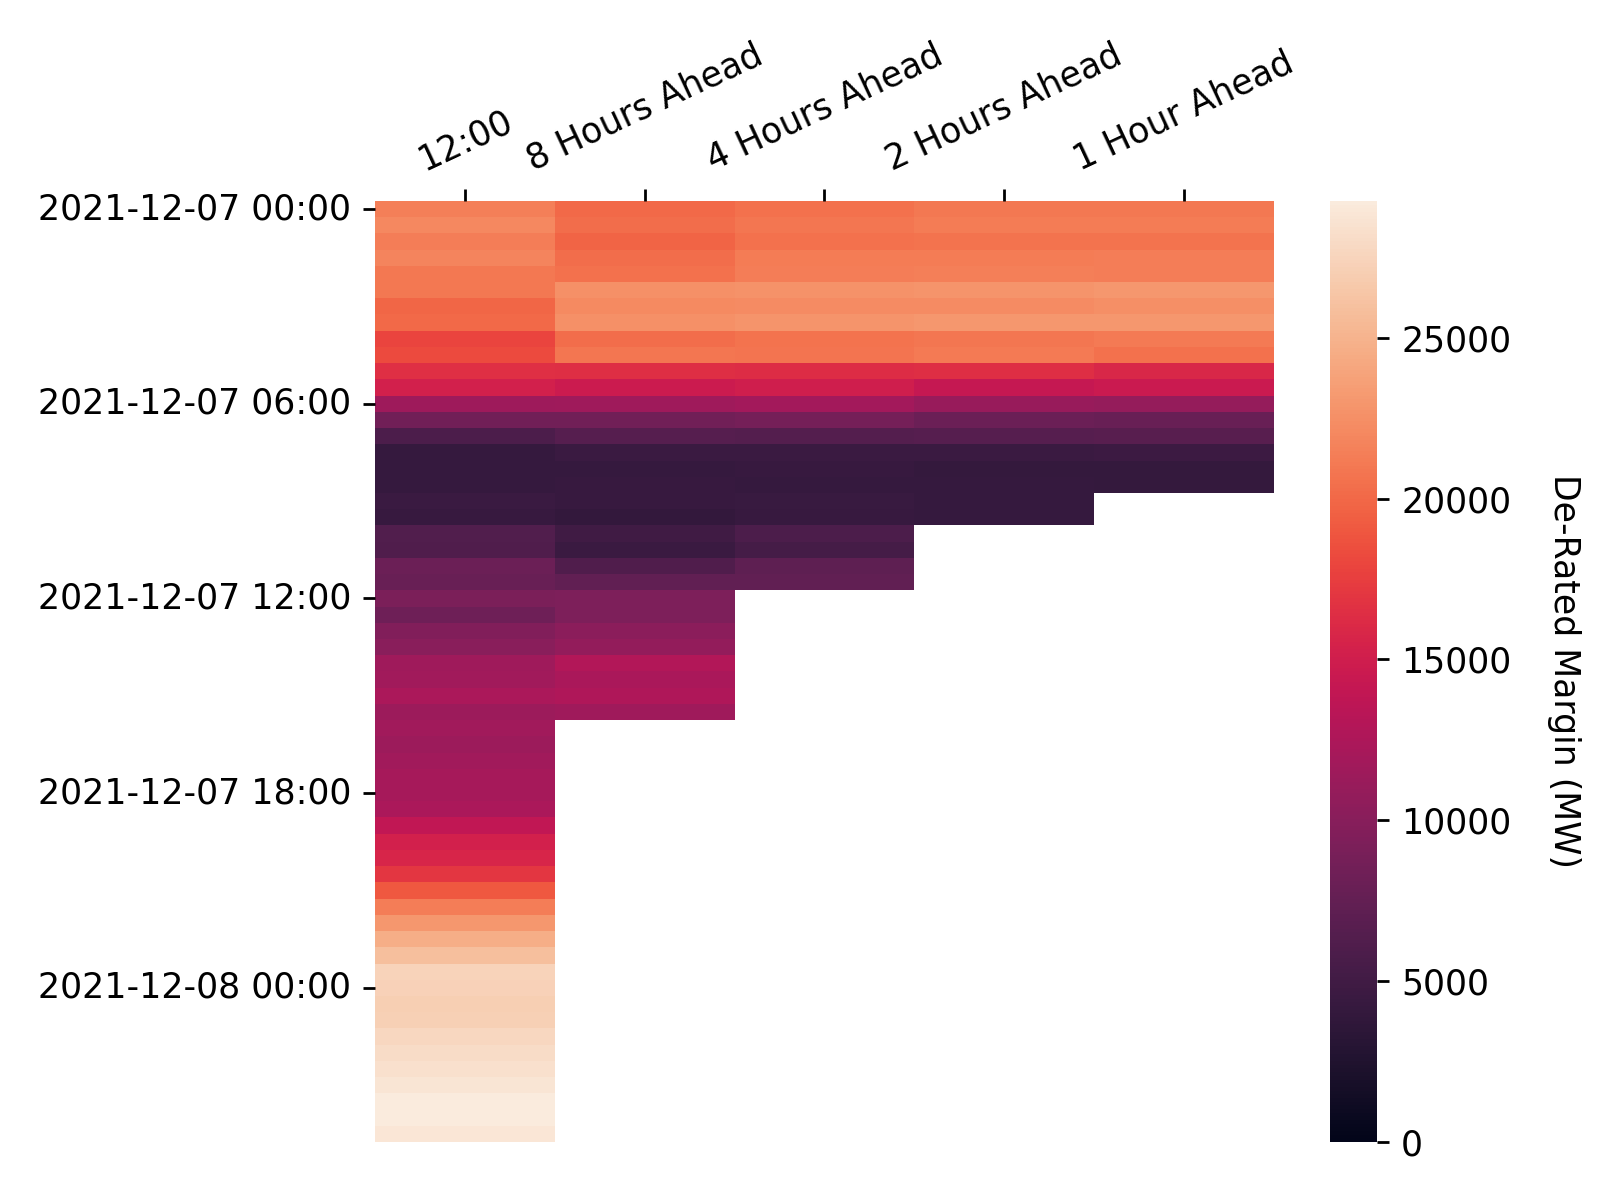 12:00
8 Hours Ahead
4 Hours Ahead
2 Hours Ahead
1 Hour Ahead
2021-12-07 00:00
2021-12-07 06:00
2021-12-07 12:00
2021-12-07 18:00
2021-12-08 00:00
25000
20000
15000
10000
5000
0
De-Rated Margin (MW)